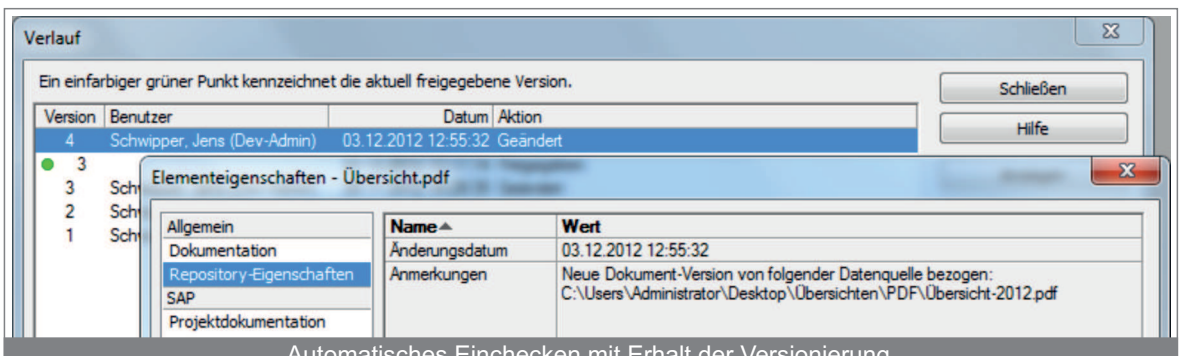 Verlauf
Ein einfarbiger grüner Punkt kennzeichnet die aktuell freigegebene Version.
Schließen
Hilfe
Version Benutzer Datum Aktion
4 Schwipper, Jens (Dev-Admin) 03.12.2012 12:55:32 Geändert
3
3 Schw
2 Schw
1 Schw
Elementeigenschaften - Übersicht.pdf
Allgemein
Dokumentation
Repository-Eigenschaften
SAP
Projektdokumentation
Name Wert
Änderungsdatum 03.12.2012 12:55:32
Anmerkungen Neue Dokument-Version von folgender Datenquelle bezogen:
C:\Users\Administrator\Desktop\Übersichten\PDF\Übersicht-2012.pdf
Automatisches Einchecken mit Erhalt der Versionierung